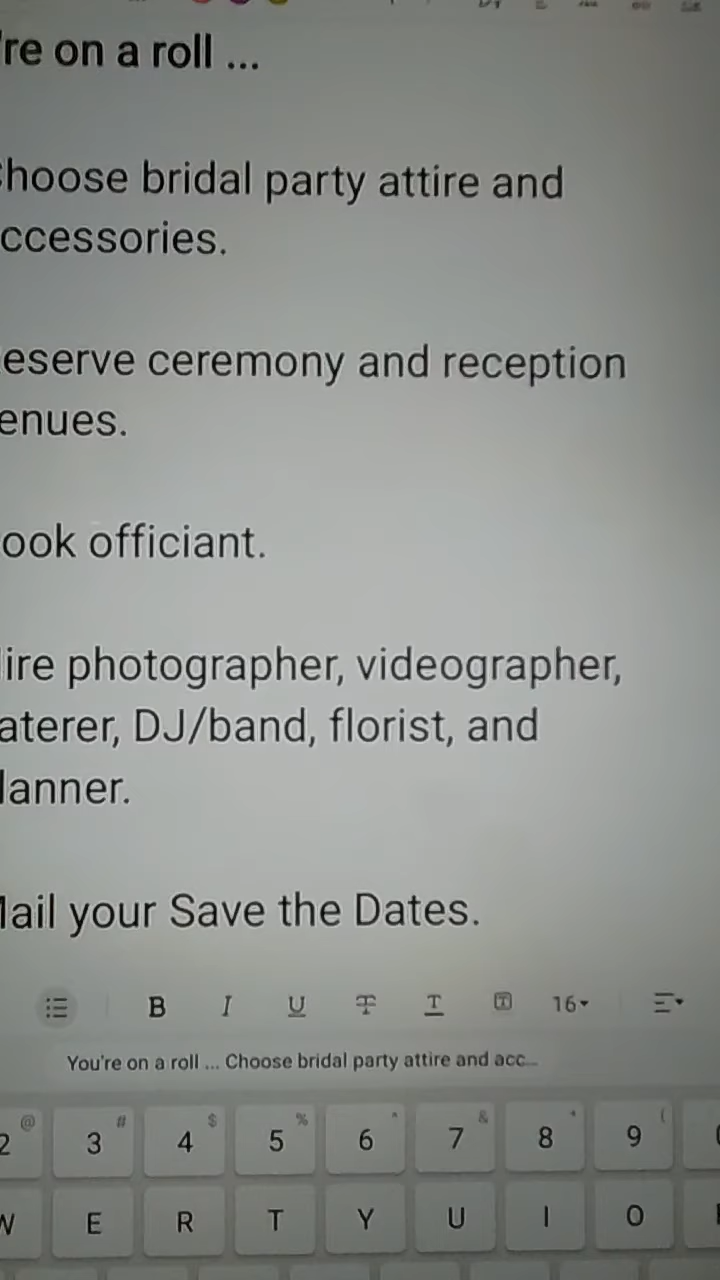 're on a roll ...
hoose bridal party attire and
ccessories.
eserve ceremony and reception
enues.
ook officiant.
ire photographer, videographer,
aterer, DJ/band, florist, and
lanner.
ail your Save the Dates.
B I U T T T 16
You're on a roll ... Choose bridal party attire and acc...
@ # $ % ^ & * (
2 3 4 5 6 7 8 9
W E R T Y U I O